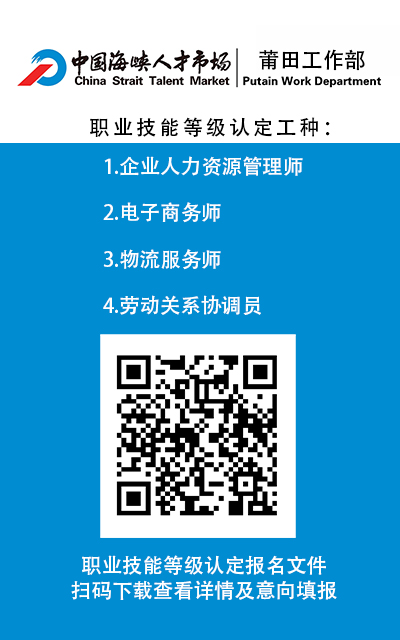 中国海峡人才市场 莆田工作部
China Strait Talent Market Putain Work Department
职业技能等级认定工种：
1.企业人力资源管理师
2.电子商务师
3.物流服务师
4.劳动关系协调员
职业技能等级认定报名文件
扫码下载查看详情及意向填报